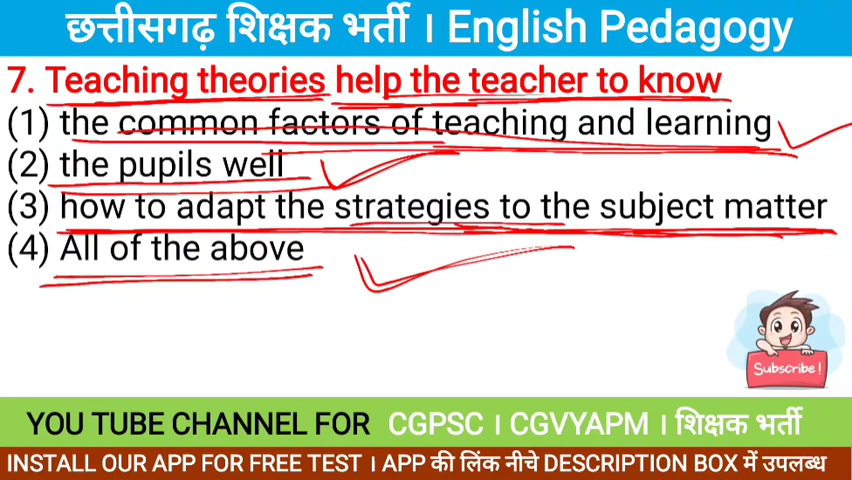 छत्तीसगढ़ शिक्षक भर्ती । English Pedagogy
7. Teaching theories help the teacher to know
(1) the common factors of teaching and learning
(2) the pupils well
(3) how to adapt the strategies to the subject matter
(4) All of the above
Subscribe!
YOU TUBE CHANNEL FOR CGPSC । CGVYAPM । शिक्षक भर्ती
INSTALL OUR APP FOR FREE TEST । APP की लिंक नीचे DESCRIPTION BOX में उपलब्ध